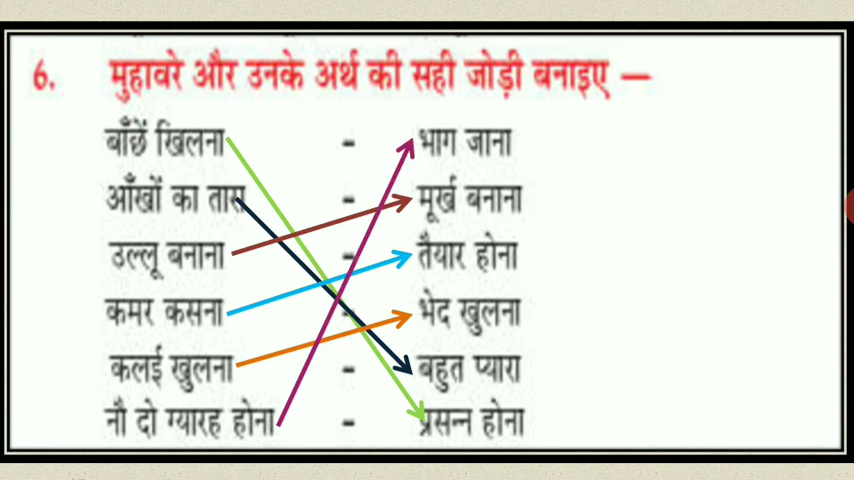 6. मुहावरे और उनके अर्थ की सही जोड़ी बनाइए —
बाँछें खिलना - भाग जाना
आँखों का तारा - मूर्ख बनाना
उल्लू बनाना - तैयार होना
कमर कसना - भेद खुलना
कलई खुलना - बहुत प्यारा
नौ दो ग्यारह होना - प्रसन्न होना